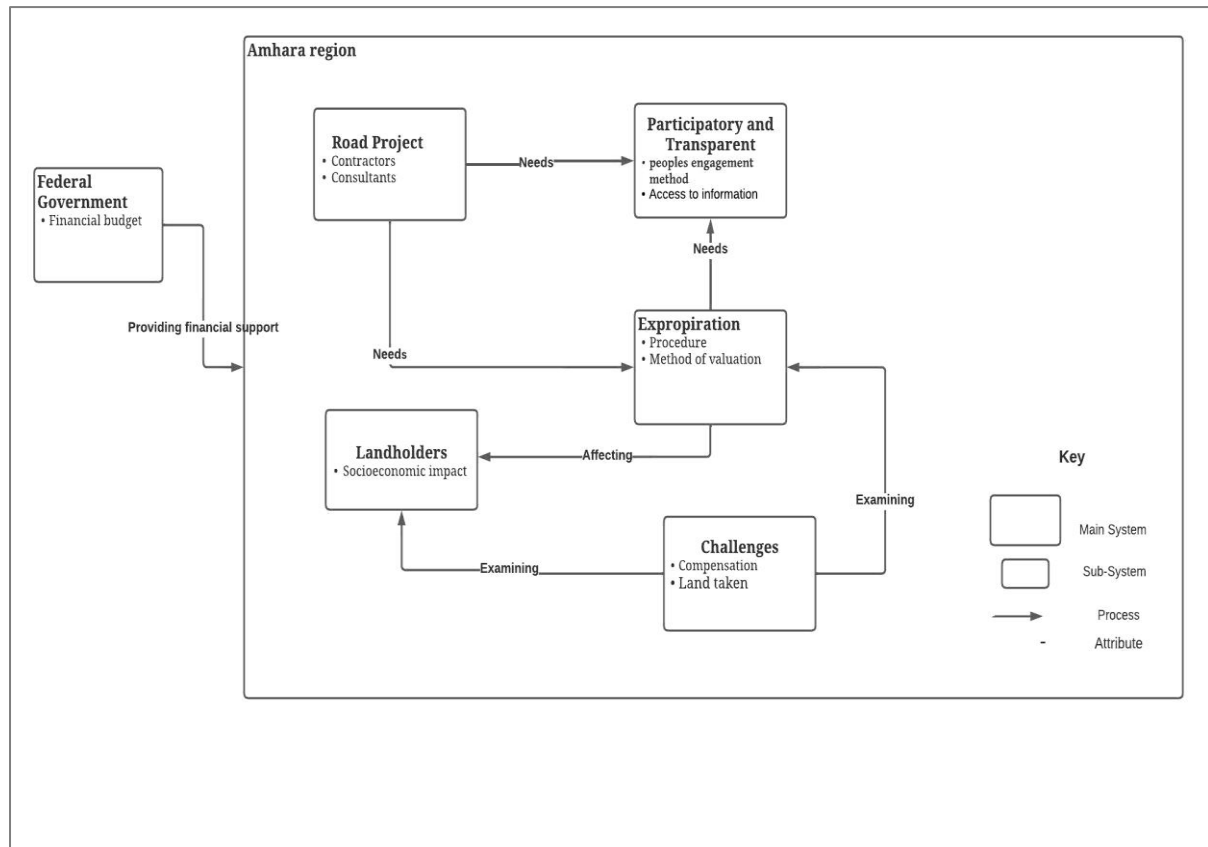 Amhara region
Federal
Government
• Financial budget
Providing financial support
Road Project
• Contractors
• Consultants
Needs
Participatory and
Transparent
• peoples engagement
method
• Access to information
Needs
Needs
Expropiration
• Procedure
• Method of valuation
Landholders
• Socioeconomic impact
Affecting
Examining
Challenges
• Compensation
• Land taken
Examining
Key
Main System
Sub-System
Process
- Attribute